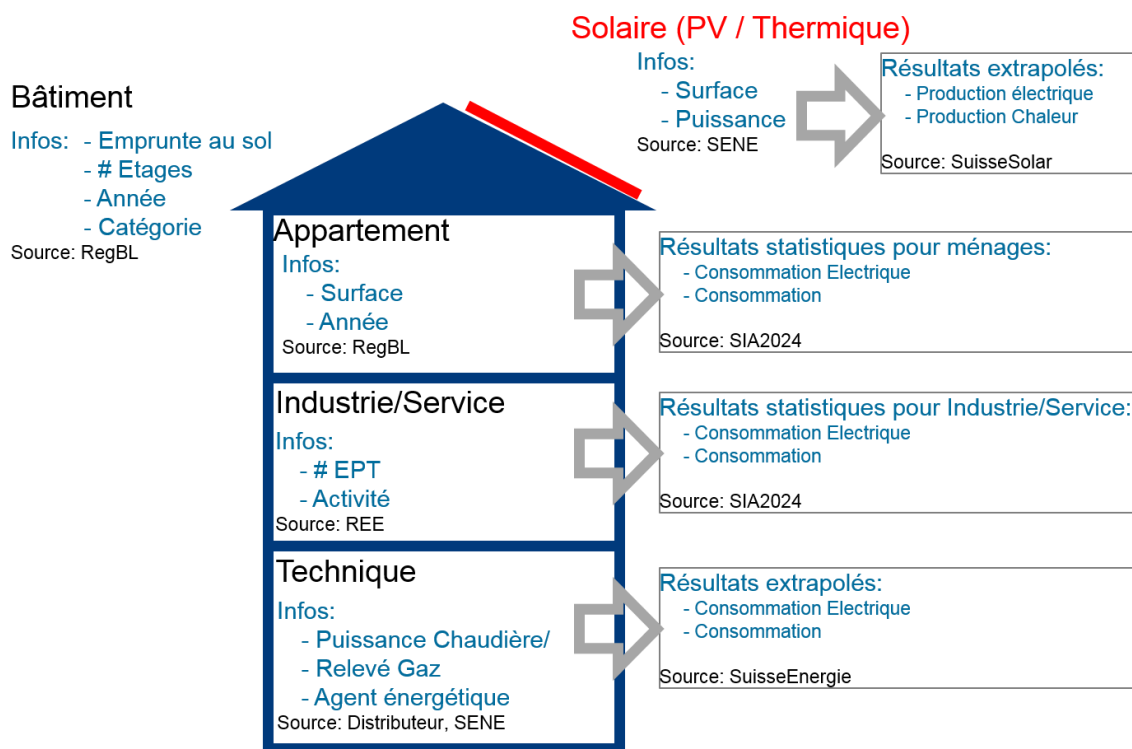 Solaire (PV / Thermique)
Infos:
- Surface
- Puissance
Source: SENE
Résultats extrapolés:
- Production électrique
- Production Chaleur
Source: SuisseSolar
Bâtiment
Infos: - Emprunte au sol
- # Etages
- Année
- Catégorie
Source: RegBL
Appartement
Infos:
- Surface
- Année
Source: RegBL
Résultats statistiques pour ménages:
- Consommation Electrique
- Consommation
Source: SIA2024
Industrie/Service
Infos:
- # EPT
- Activité
Source: REE
Résultats statistiques pour Industrie/Service:
- Consommation Electrique
- Consommation
Source: SIA2024
Technique
Infos:
- Puissance Chaudière/
- Relevé Gaz
- Agent énergétique
Source: Distributeur, SENE
Résultats extrapolés:
- Consommation Electrique
- Consommation
Source: SuisseEnergie